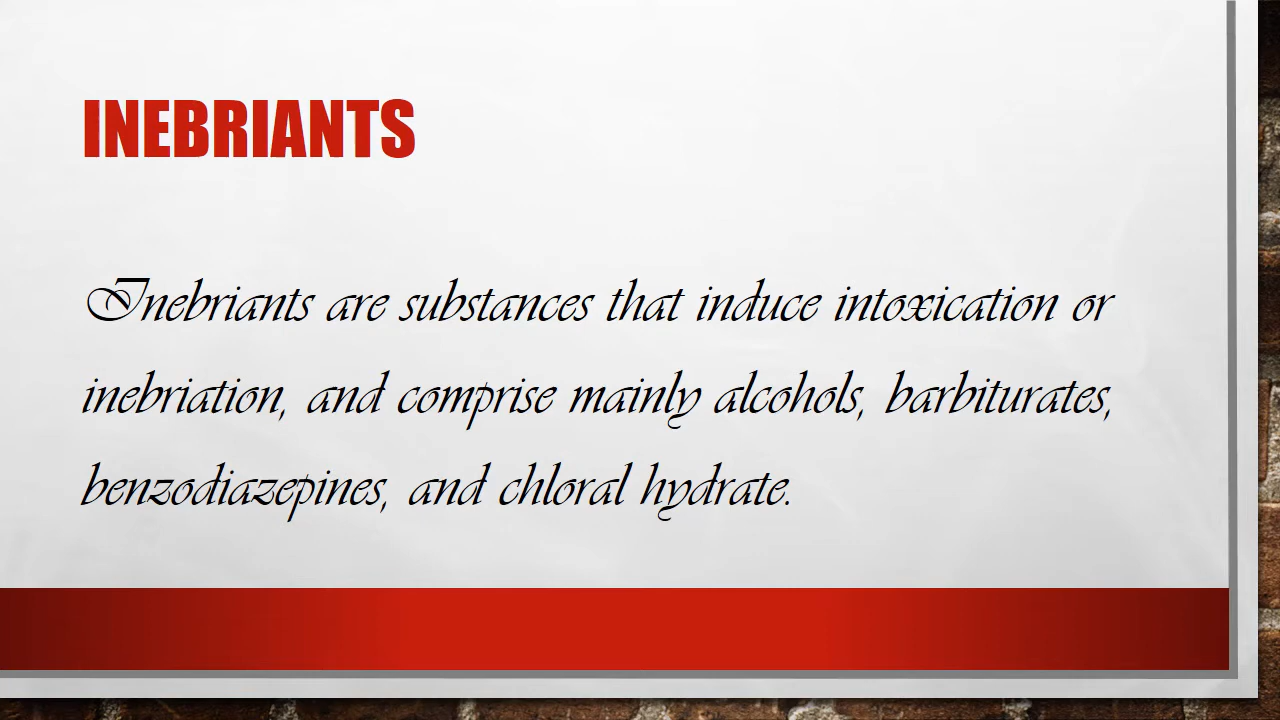 INEBRIANTS
Inebriants are substances that induce intoxication or
inebriation, and comprise mainly alcohols, barbiturates,
benzodiazepines, and chloral hydrate.